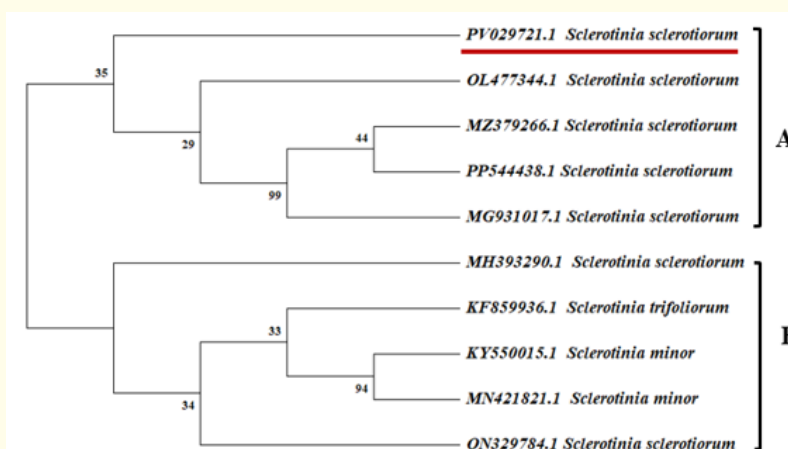 PV029721.1 Sclerotinia sclerotiorum
35
OL477344.1 Sclerotinia sclerotiorum
MZ379266.1 Sclerotinia sclerotiorum
44
A
29
PP544438.1 Sclerotinia sclerotiorum
99
MG931017.1 Sclerotinia sclerotiorum
MH393290.1 Sclerotinia sclerotiorum
KF859936.1 Sclerotinia trifoliorum
33
KY550015.1 Sclerotinia minor
94
MN421821.1 Sclerotinia minor
34
ON329784.1 Sclerotinia sclerotiorum